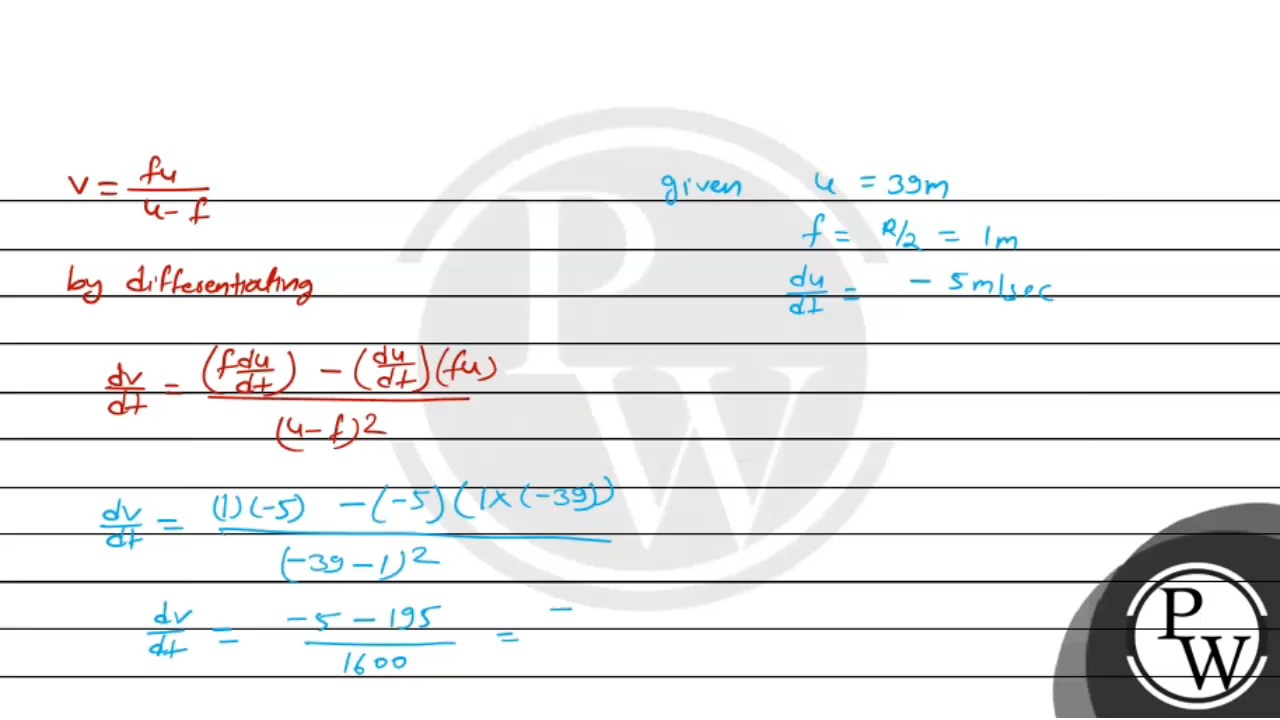 v = fu / u - f
by differentiating
dv/dt = (f du/dt) - (du/dt)(fu) / (u - f)²
dv/dt = (1)(-5) - (-5)(1×(-39)) / (-39 - 1)²
dv/dt = -5 - 195 / 1600 = -
given u = 39m
f = R/2 = 1m
du/dt = - 5 m/sec
P
W
P
W